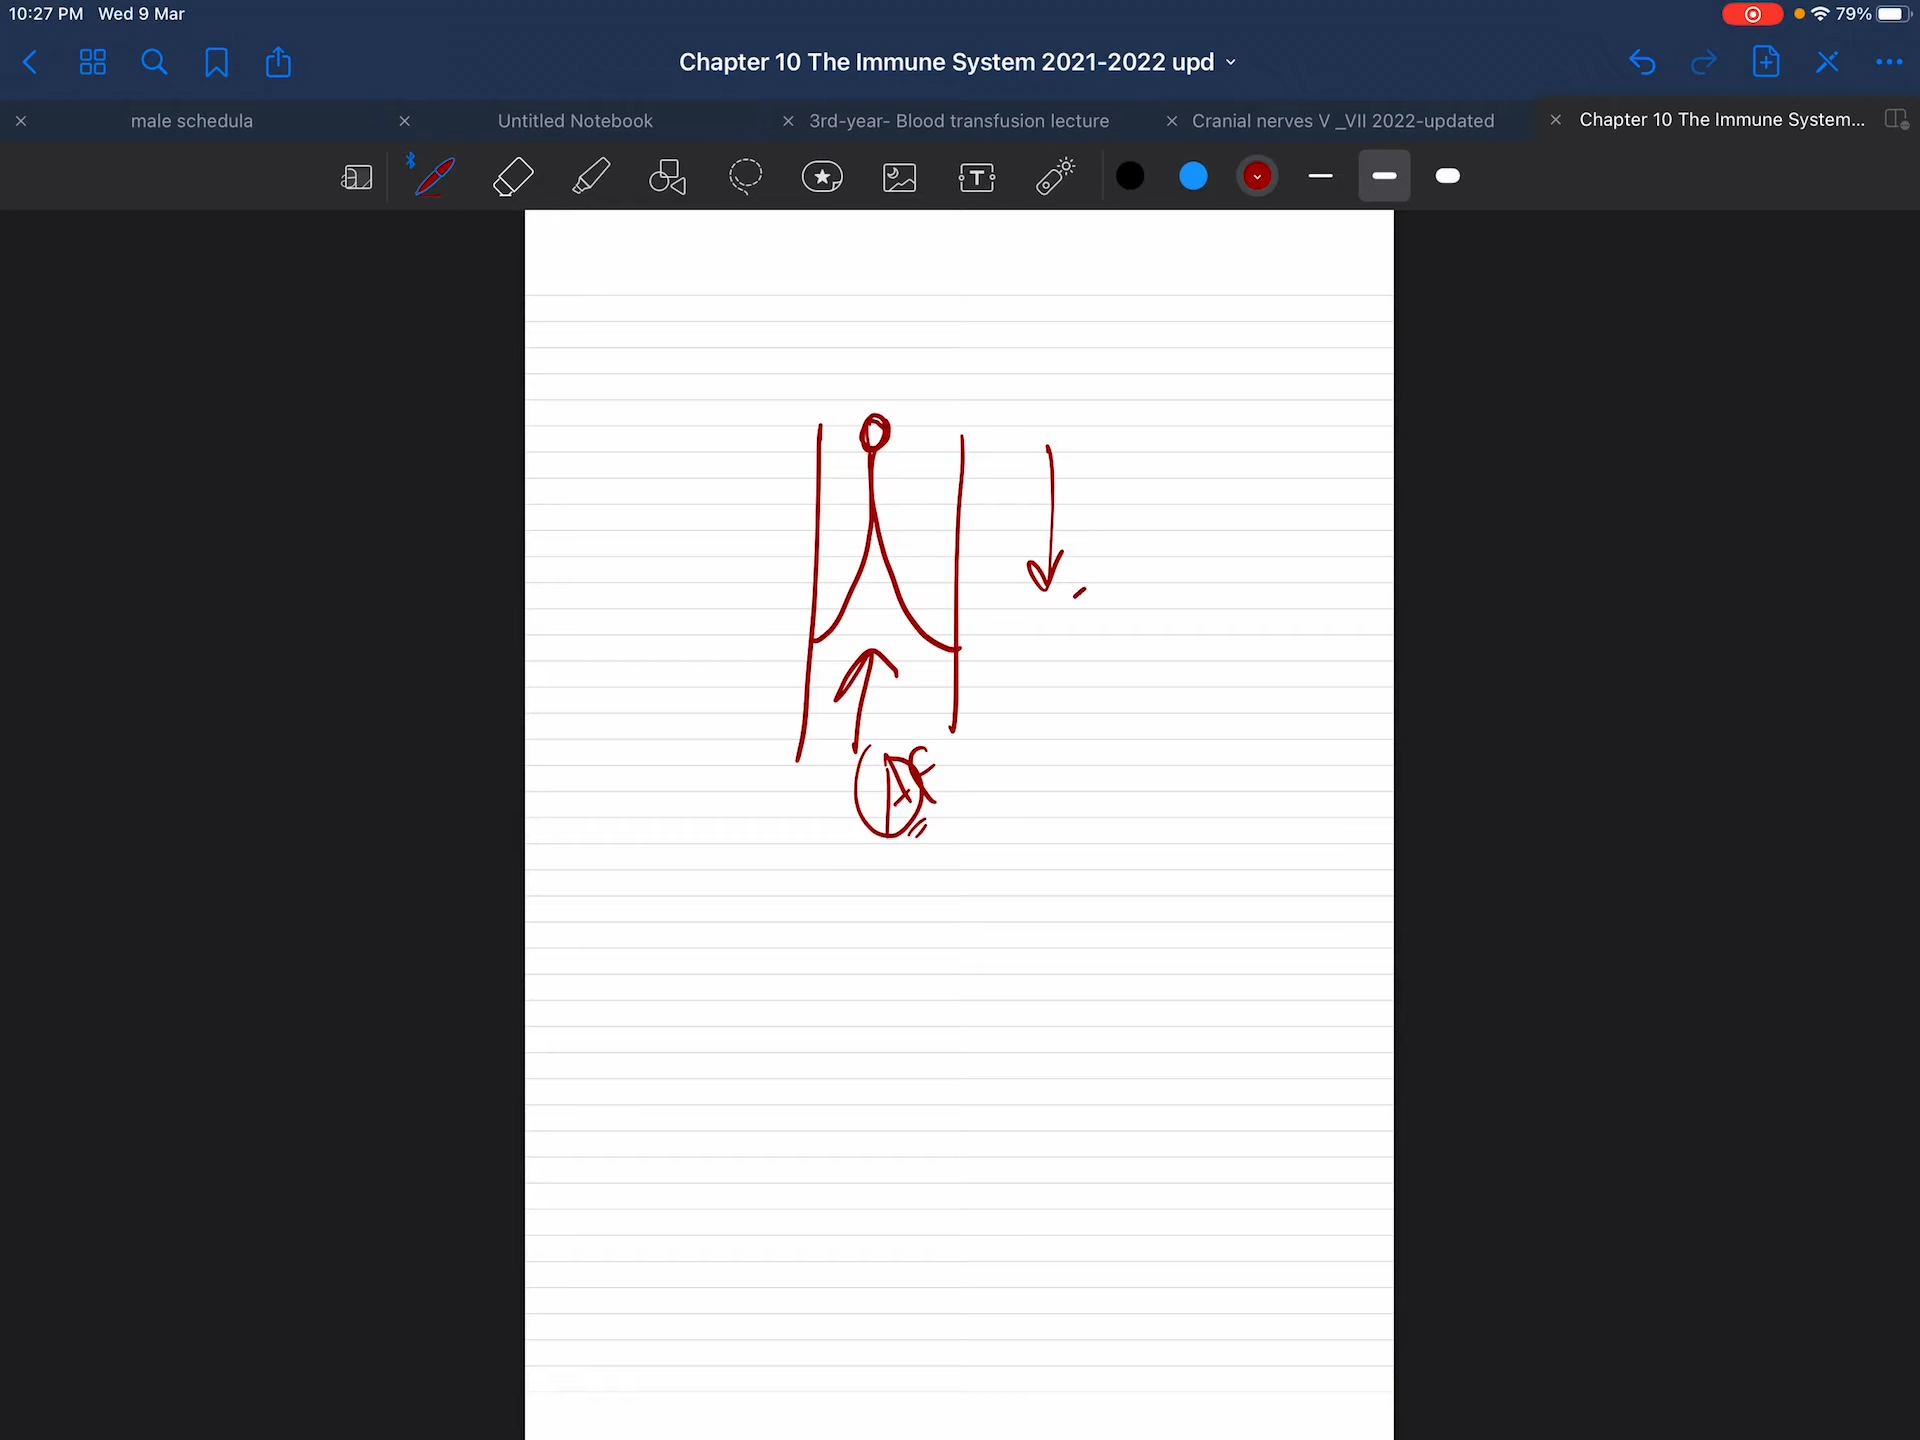 10:27 PM Wed 9 Mar
79%
Chapter 10 The Immune System 2021-2022 upd
male schedula
Untitled Notebook
3rd-year- Blood transfusion lecture
Cranial nerves V _VII 2022-updated
Chapter 10 The Immune System...